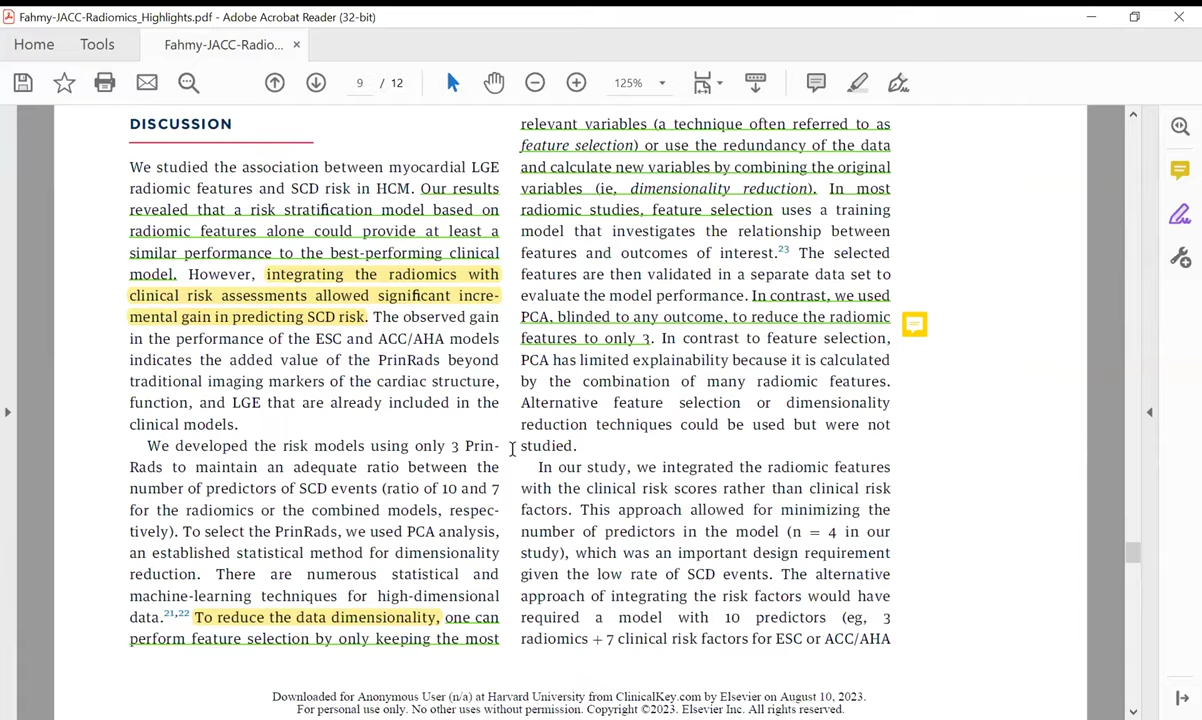 Fahmy-JACC-Radiomics_Highlights.pdf - Adobe Acrobat Reader (32-bit)
Home
Tools
Fahmy-JACC-Radio...
9 / 12
125%
DISCUSSION
We studied the association between myocardial LGE
radiomic features and SCD risk in HCM. Our results
revealed that a risk stratification model based on
radiomic features alone could provide at least a
similar performance to the best-performing clinical
model. However, integrating the radiomics with
clinical risk assessments allowed significant incre-
mental gain in predicting SCD risk. The observed gain
in the performance of the ESC and ACC/AHA models
indicates the added value of the PrinRads beyond
traditional imaging markers of the cardiac structure,
function, and LGE that are already included in the
clinical models.
We developed the risk models using only 3 Prin-
Rads to maintain an adequate ratio between the
number of predictors of SCD events (ratio of 10 and 7
for the radiomics or the combined models, respec-
tively). To select the PrinRads, we used PCA analysis,
an established statistical method for dimensionality
reduction. There are numerous statistical and
machine-learning techniques for high-dimensional
data.21,22 To reduce the data dimensionality, one can
perform feature selection by only keeping the most
relevant variables (a technique often referred to as
feature selection) or use the redundancy of the data
and calculate new variables by combining the original
variables (ie, dimensionality reduction). In most
radiomic studies, feature selection uses a training
model that investigates the relationship between
features and outcomes of interest.23 The selected
features are then validated in a separate data set to
evaluate the model performance. In contrast, we used
PCA, blinded to any outcome, to reduce the radiomic
features to only 3. In contrast to feature selection,
PCA has limited explainability because it is calculated
by the combination of many radiomic features.
Alternative feature selection or dimensionality
reduction techniques could be used but were not
studied.
In our study, we integrated the radiomic features
with the clinical risk scores rather than clinical risk
factors. This approach allowed for minimizing the
number of predictors in the model (n = 4 in our
study), which was an important design requirement
given the low rate of SCD events. The alternative
approach of integrating the risk factors would have
required a model with 10 predictors (eg, 3
radiomics + 7 clinical risk factors for ESC or ACC/AHA
Downloaded for Anonymous User (n/a) at Harvard University from ClinicalKey.com by Elsevier on August 10, 2023.
For personal use only. No other uses without permission. Copyright ©2023. Elsevier Inc. All rights reserved.